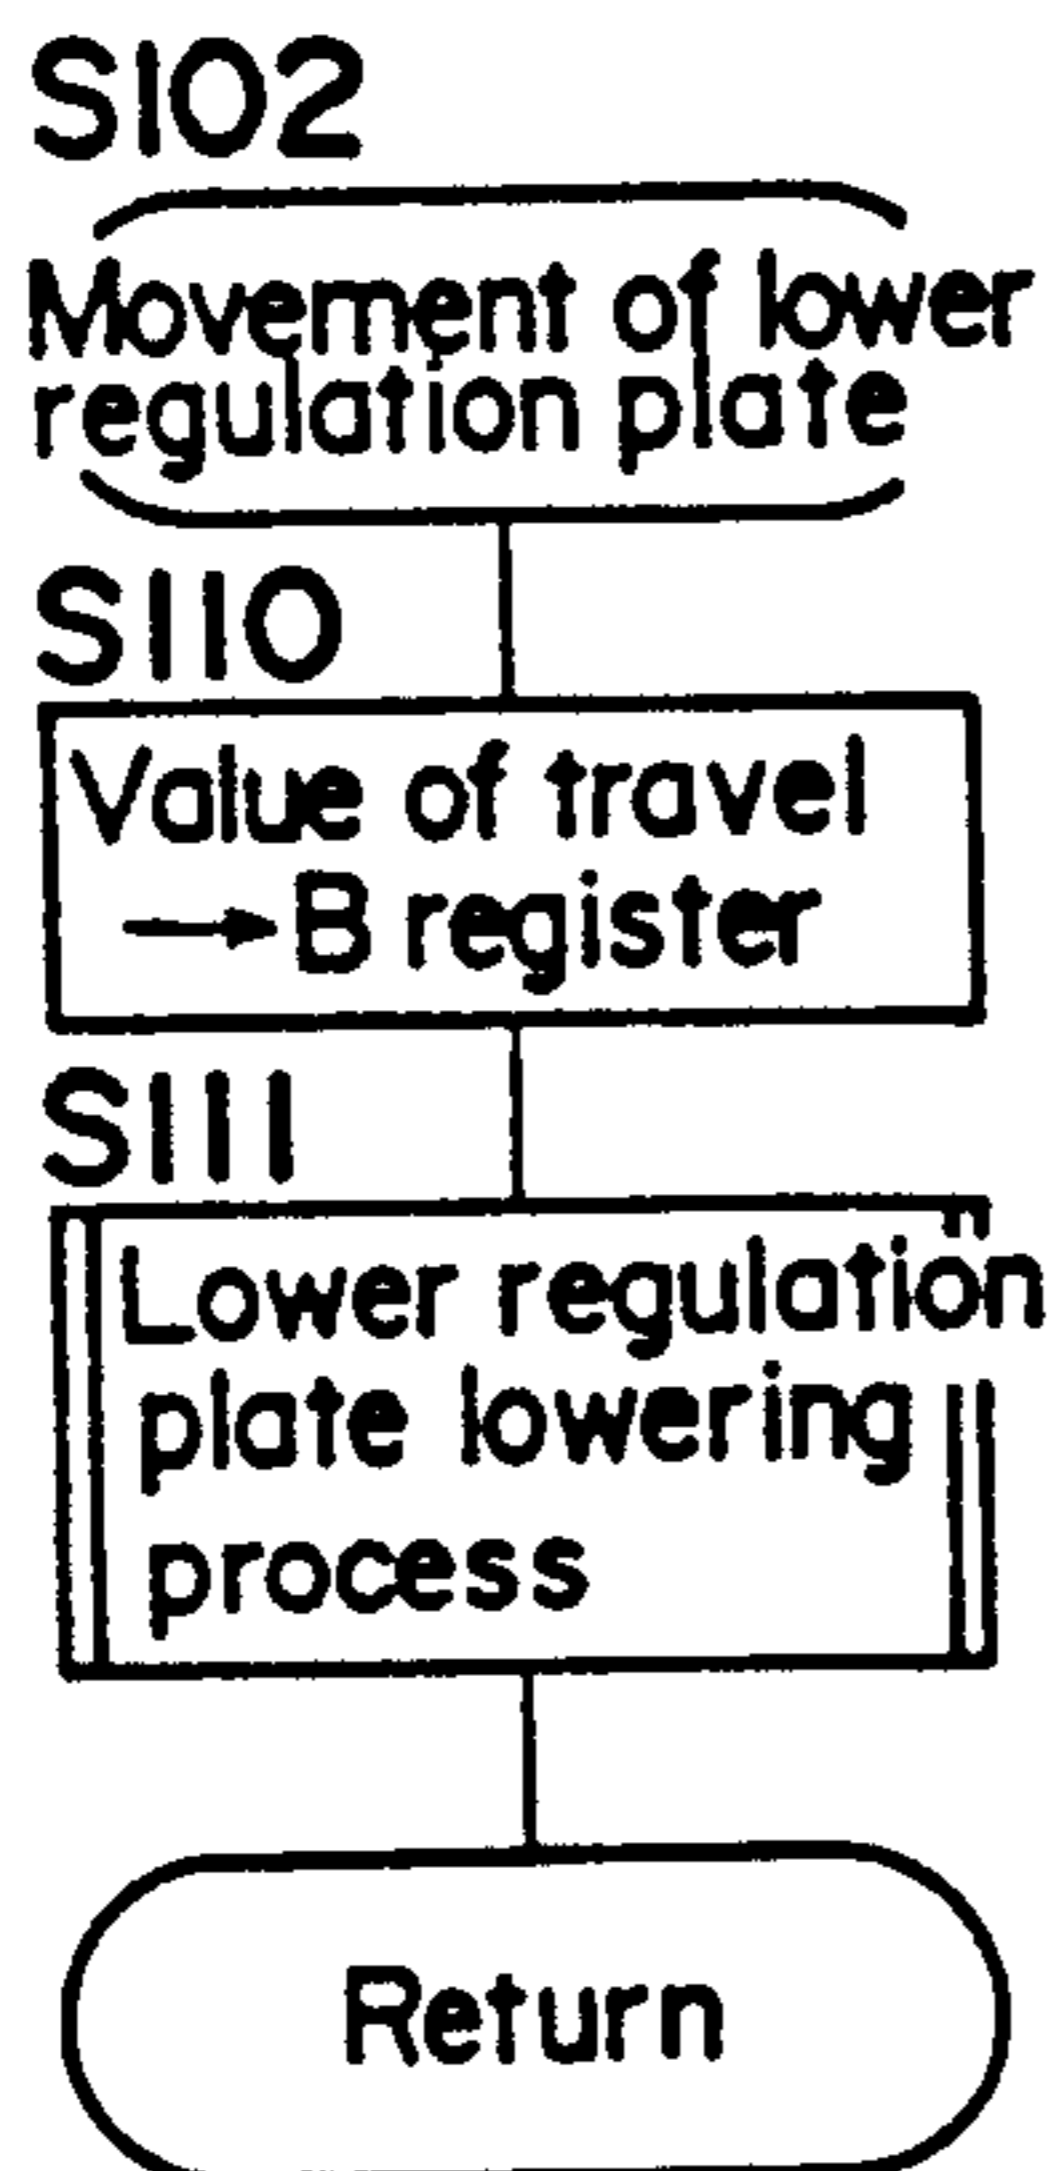 S102
Movement of lower
regulation plate
S110
Value of travel
→ B register
S111
Lower regulation
plate lowering
process
Return